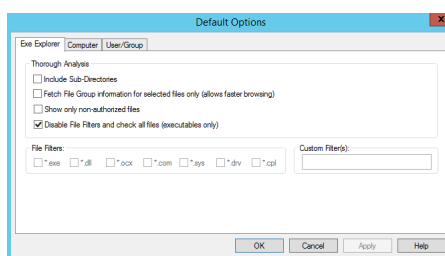 Default Options
x
Exe Explorer Computer User/Group
Thorough Analysis
Include Sub-Directories
Fetch File Group information for selected files only (allows faster browsing)
Show only non-authorized files
Disable File Filters and check all files (executables only)
File Filters: Custom Filter(s):
*.exe *.dll *.ocx *.com *.sys *.drv *.cpl
OK Cancel Apply Help